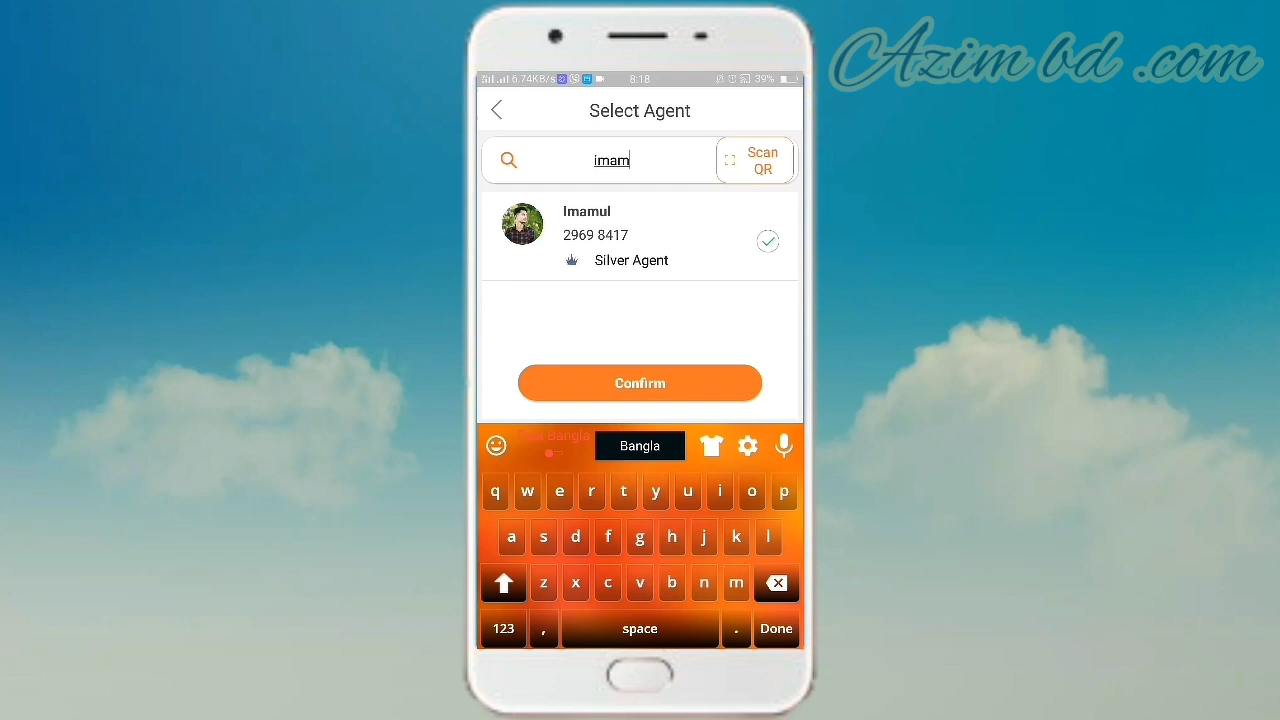 Azim bd .com
6.74KB/s
8:18
39%
Select Agent
imam
Scan
QR
Imamul
2969 8417
Silver Agent
Confirm
Bangla
Bangla
q w e r t y u i o p
a s d f g h j k l
z x c v b n m
123 , space . Done